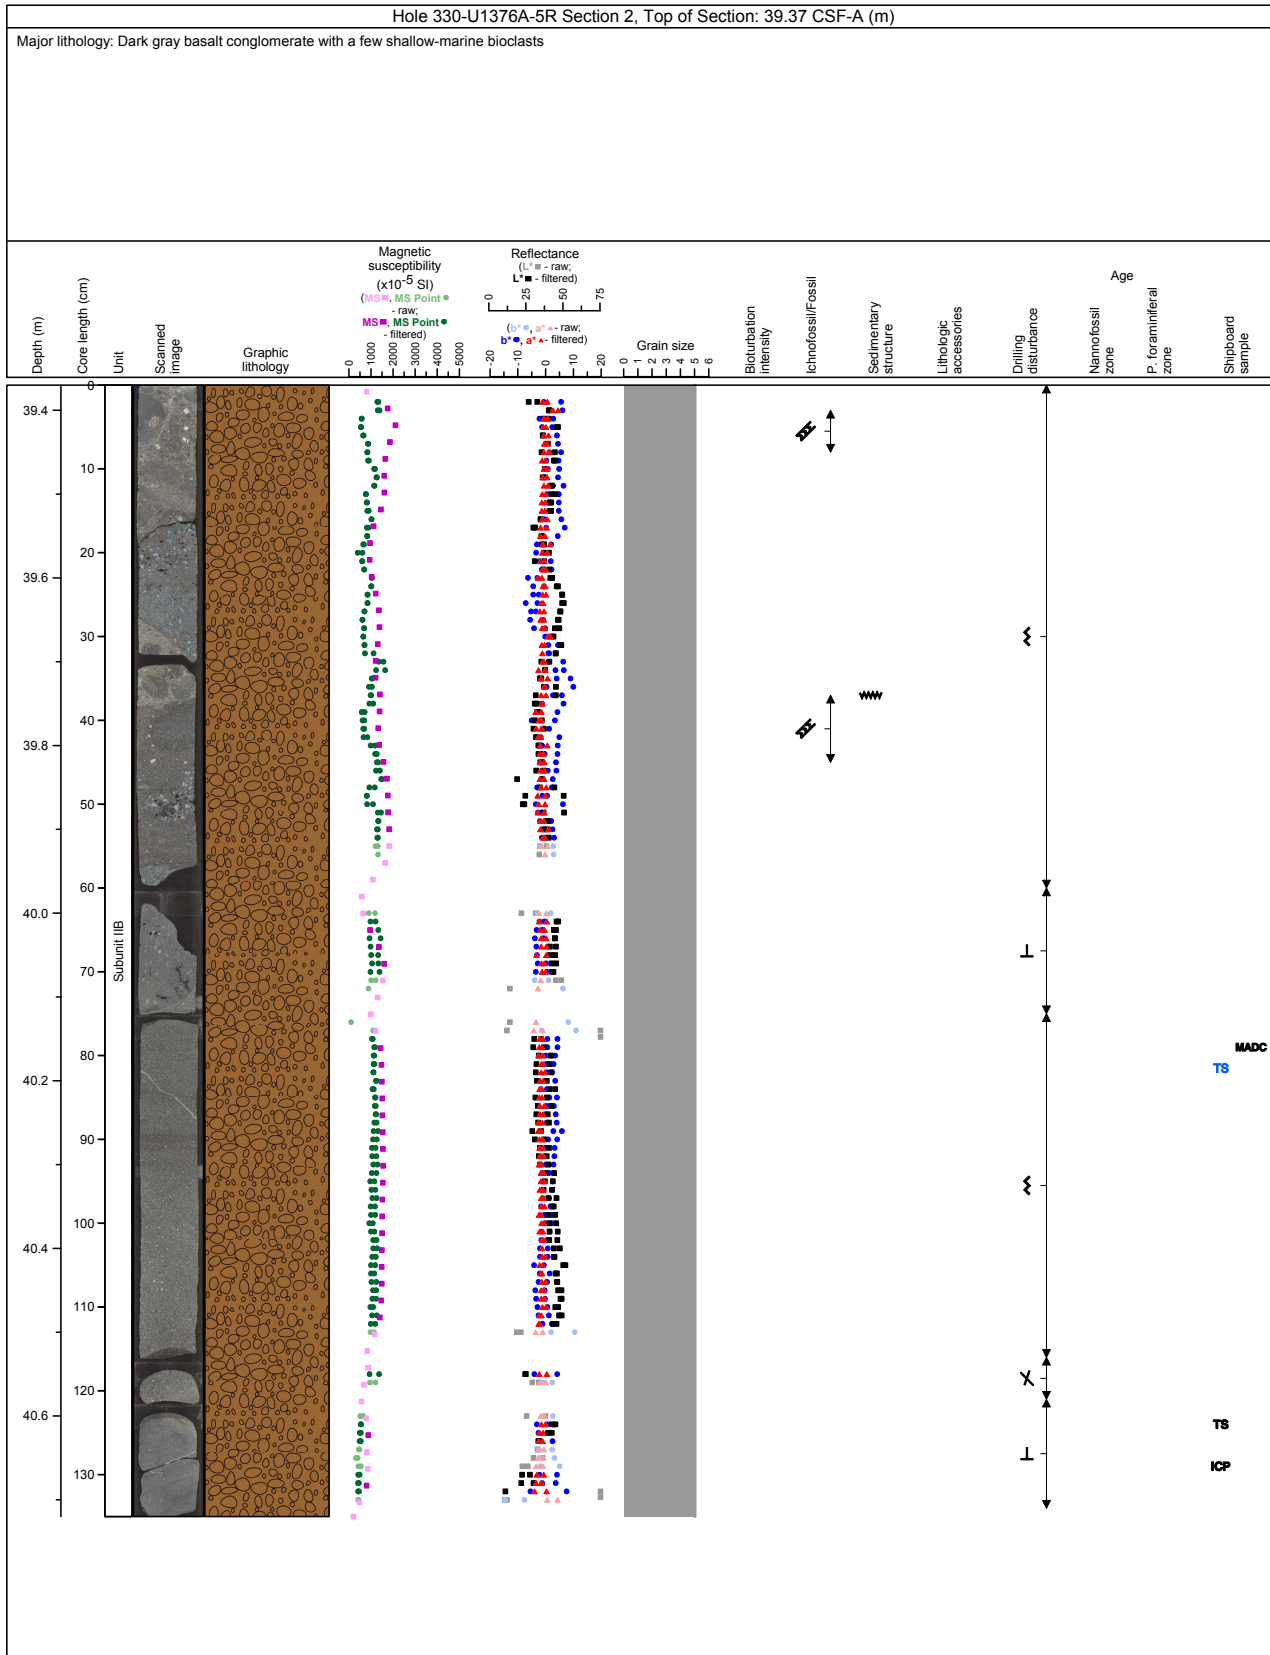 Hole 330-U1376A-5R Section 2, Top of Section: 39.37 CSF-A (m)
Major lithology: Dark gray basalt conglomerate with a few shallow-marine bioclasts
Depth (m)
Core length (cm)
Unit
Scanned
image
Graphic
lithology
Magnetic
susceptibility
(x10-5 SI)
(MS, MS Point
- raw;
MS, MS Point
- filtered)
0 1000 2000 3000 4000 5000
Reflectance
(L* - raw;
L* - filtered)
0 25 50 75
(b*, a* - raw;
b*, a* - filtered)
-20 -10 0 10 20
Grain size
0 1 2 3 4 5 6
Bioturbation
intensity
Ichnofossil/Fossil
Sedimentary
structure
Lithologic
accessories
Drilling
disturbance
Age
Nannofossil
zone
P. foraminiferal
zone
Shipboard
sample
0
39.4
10
20
39.6
30
40
39.8
50
60
40.0
70
80
MADC
40.2
TS
90
100
40.4
110
120
40.6
TS
130
ICP
Subunit IIB